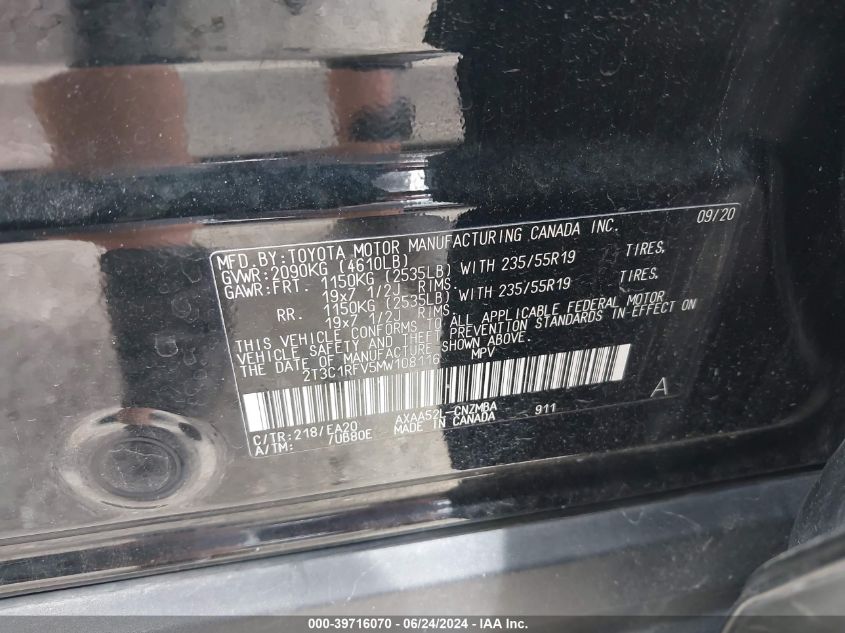 09/20
MFD.BY:TOYOTA MOTOR MANUFACTURING CANADA INC.
GVWR:2090KG (4610LB)
GAWR:FRT. 1150KG (2535LB) WITH 235/55R19 TIRES,
19x7 1/2J RIMS.
RR. 1150KG (2535LB) WITH 235/55R19 TIRES,
19x7 1/2J RIMS.
THIS VEHICLE CONFORMS TO ALL APPLICABLE FEDERAL MOTOR
VEHICLE SAFETY AND THEFT PREVENTION STANDARDS IN EFFECT ON
THE DATE OF MANUFACTURE SHOWN ABOVE.
2T3C1RFV5MW108116 MPV
A
C/TR:218/EA20 AXAA52L-CNZMBA 911
A/TM: /UB80E MADE IN CANADA
000-39716070 - 06/24/2024 - IAA Inc.